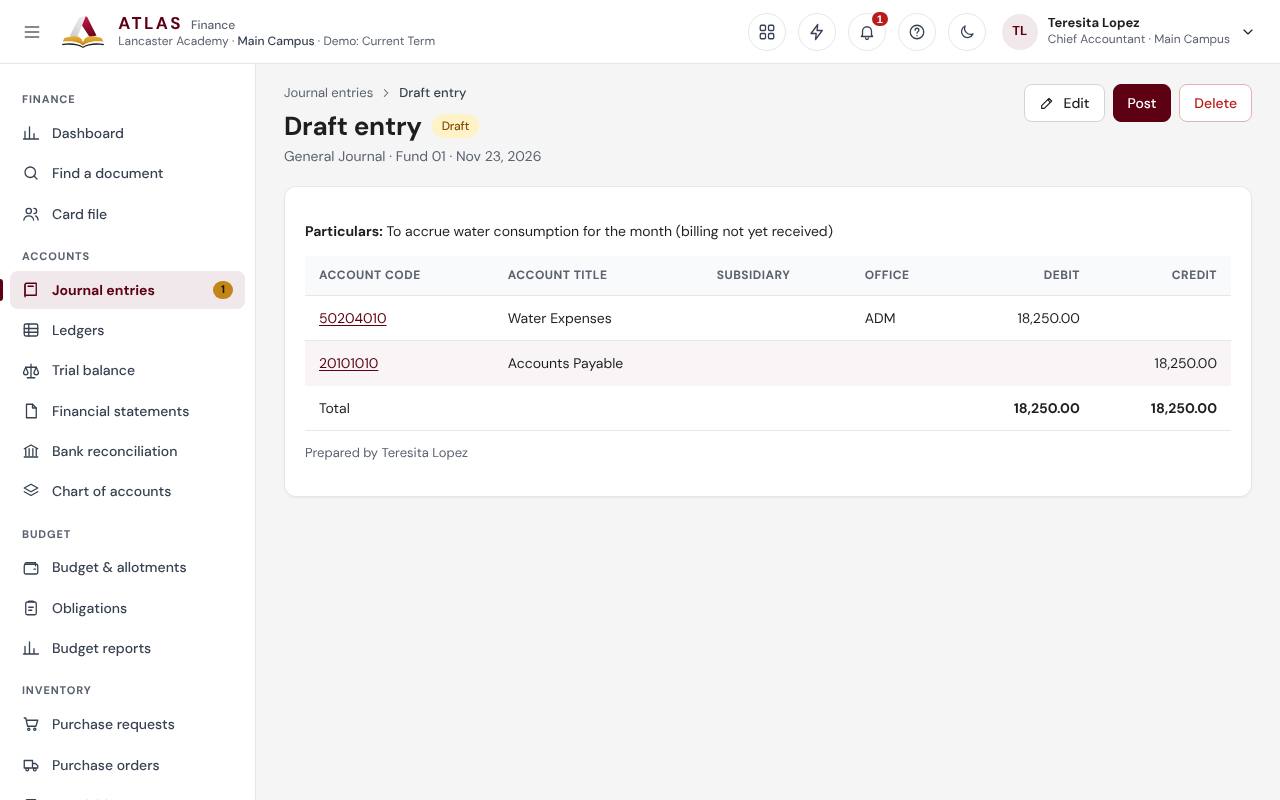 ATLAS Finance
Lancaster Academy · Main Campus · Demo: Current Term
1
TL
Teresita Lopez
Chief Accountant · Main Campus
FINANCE
Dashboard
Find a document
Card file
ACCOUNTS
Journal entries 1
Ledgers
Trial balance
Financial statements
Bank reconciliation
Chart of accounts
BUDGET
Budget & allotments
Obligations
Budget reports
INVENTORY
Purchase requests
Purchase orders
Journal entries > Draft entry
Draft entry Draft
General Journal · Fund 01 · Nov 23, 2026
Edit Post Delete
Particulars: To accrue water consumption for the month (billing not yet received)
ACCOUNT CODE ACCOUNT TITLE SUBSIDIARY OFFICE DEBIT CREDIT
50204010 Water Expenses ADM 18,250.00
20101010 Accounts Payable 18,250.00
Total 18,250.00 18,250.00
Prepared by Teresita Lopez